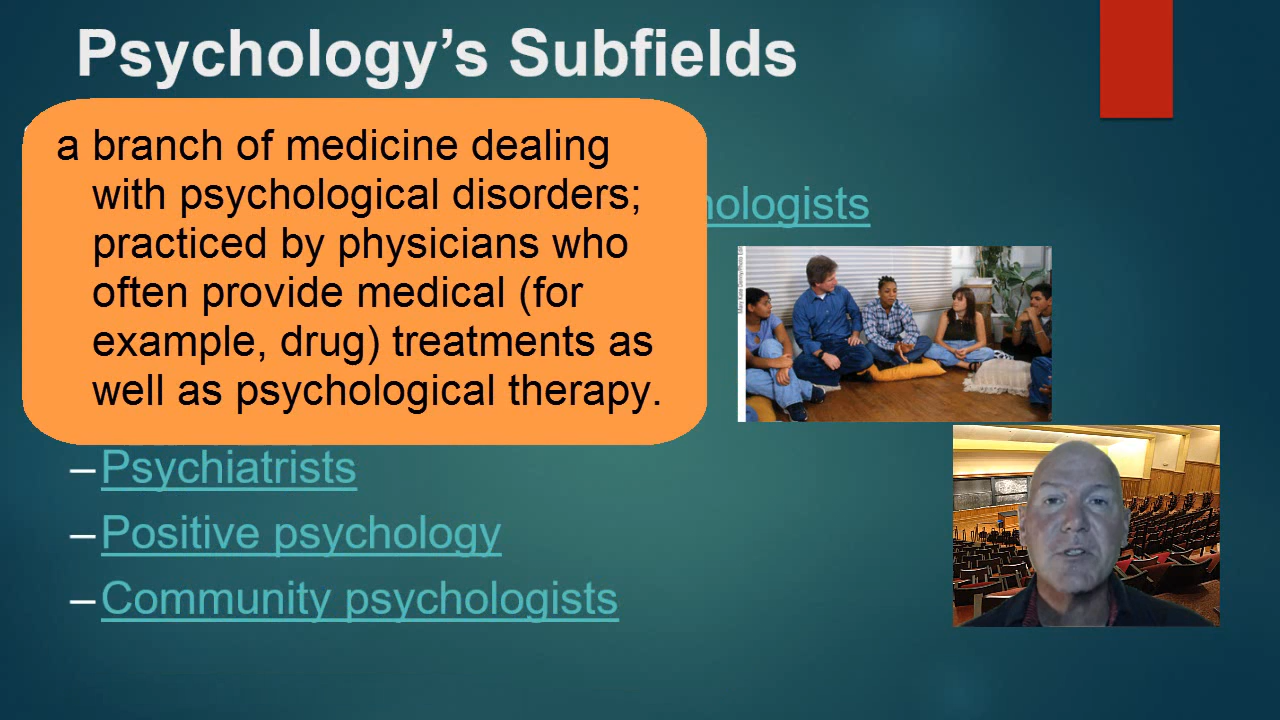 Psychology’s Subfields
a branch of medicine dealing
with psychological disorders;
practiced by physicians who
often provide medical (for
example, drug) treatments as
well as psychological therapy.
–Psychiatrists
–Positive psychology
–Community psychologists